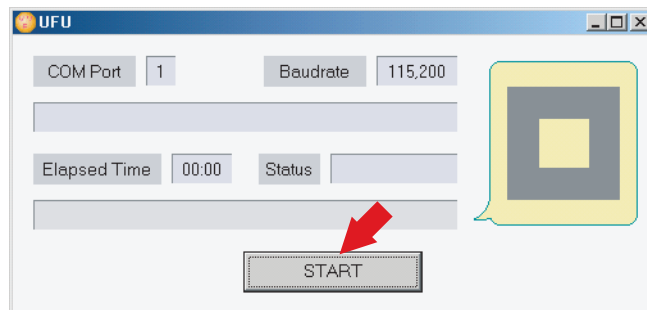 UFU
COM Port 1 Baudrate 115,200
Elapsed Time 00:00 Status
START